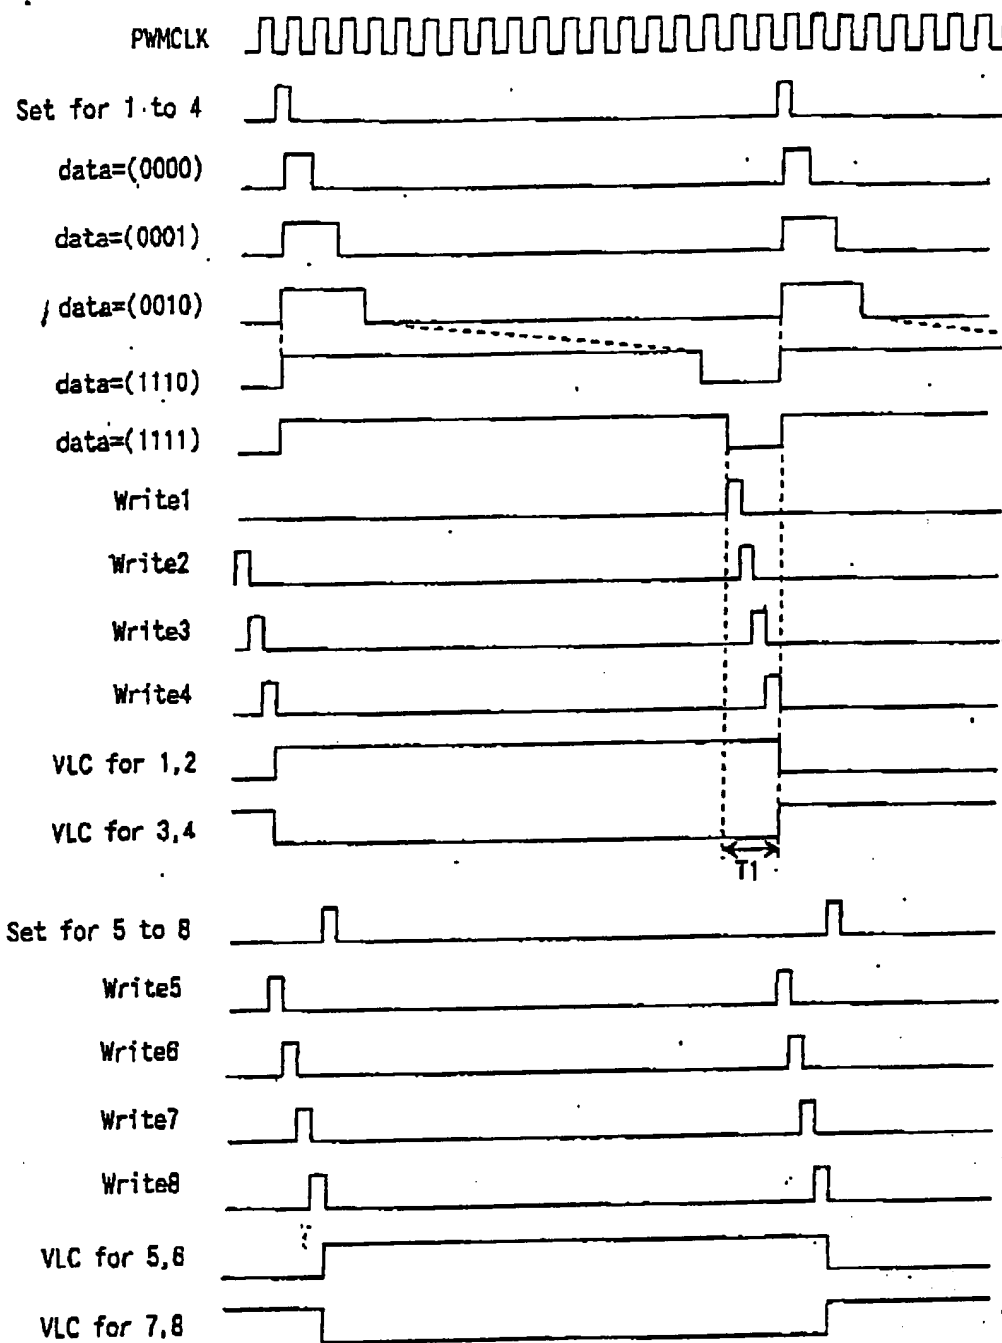 PWMCLK
Set for 1 to 4
data=(0000)
data=(0001)
data=(0010)
data=(1110)
data=(1111)
Write1
Write2
Write3
Write4
VLC for 1,2
VLC for 3,4
T1
Set for 5 to 8
Write5
Write6
Write7
Write8
VLC for 5,6
VLC for 7,8